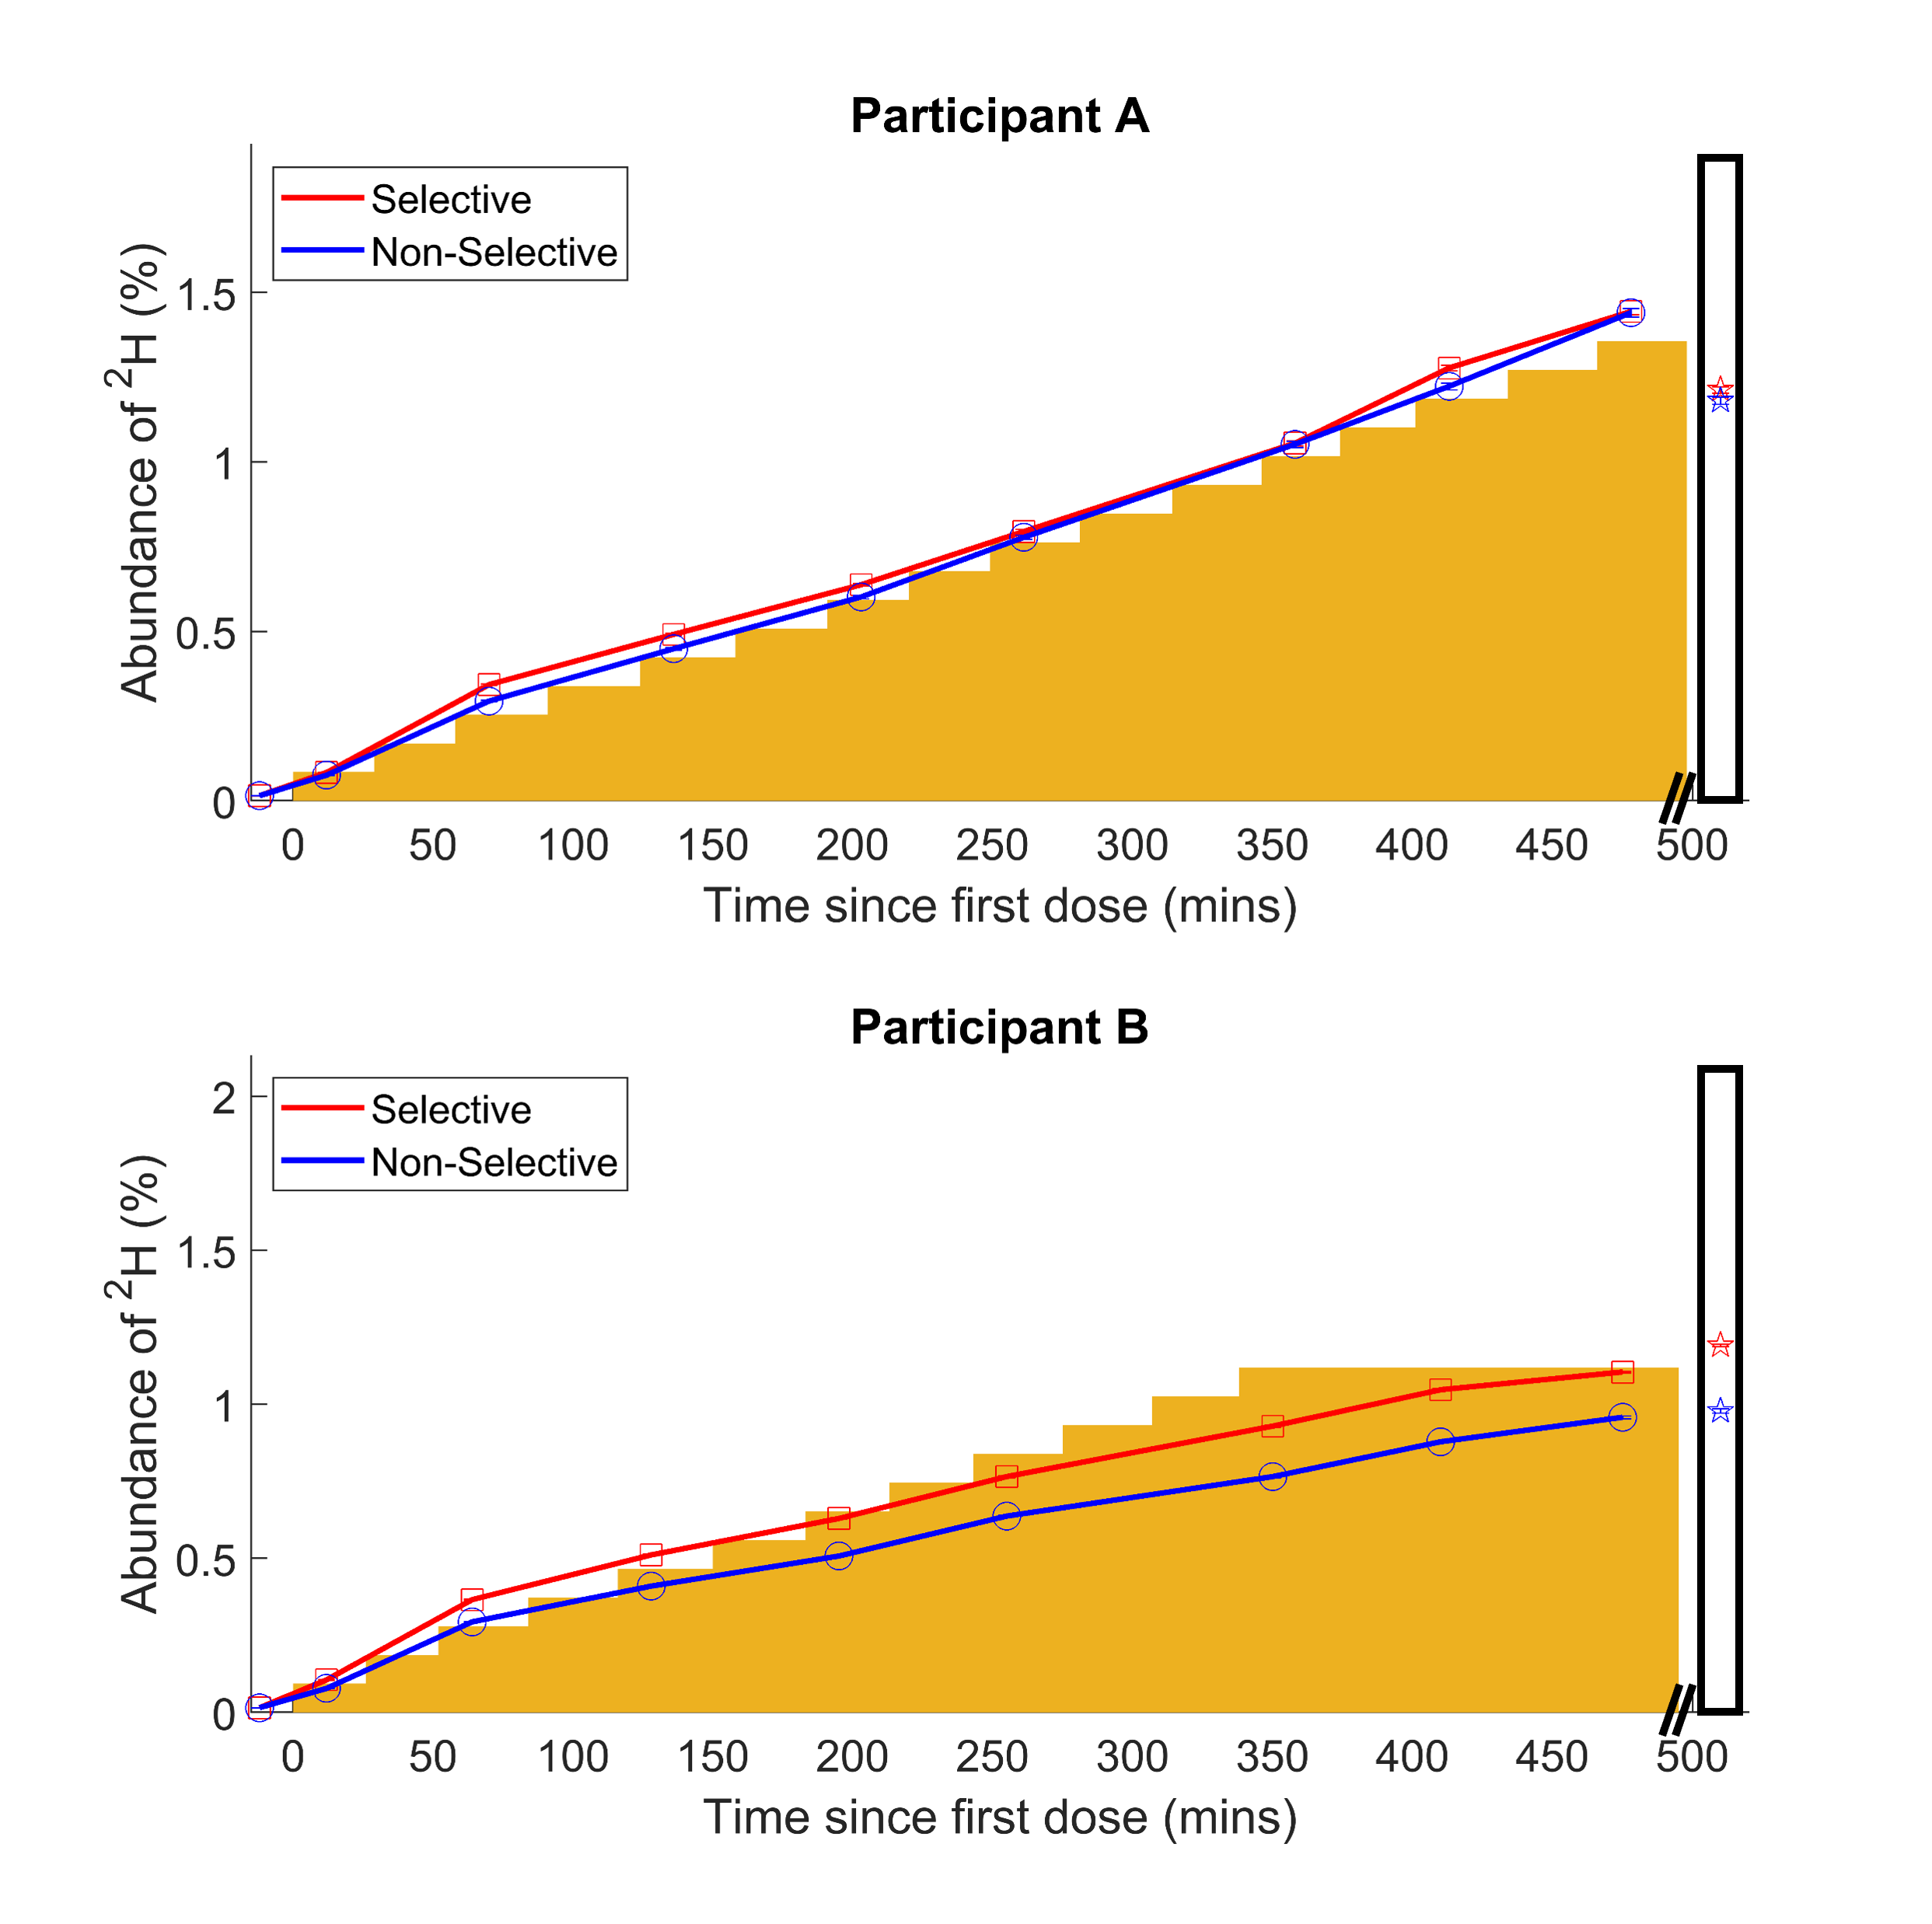 Participant A
Selective
Non-Selective
Abundance of ²H (%)
1.5
1
0.5
0
0 50 100 150 200 250 300 350 400 450 500
Time since first dose (mins)
Participant B
Selective
Non-Selective
Abundance of ²H (%)
2
1.5
1
0.5
0
0 50 100 150 200 250 300 350 400 450 500
Time since first dose (mins)